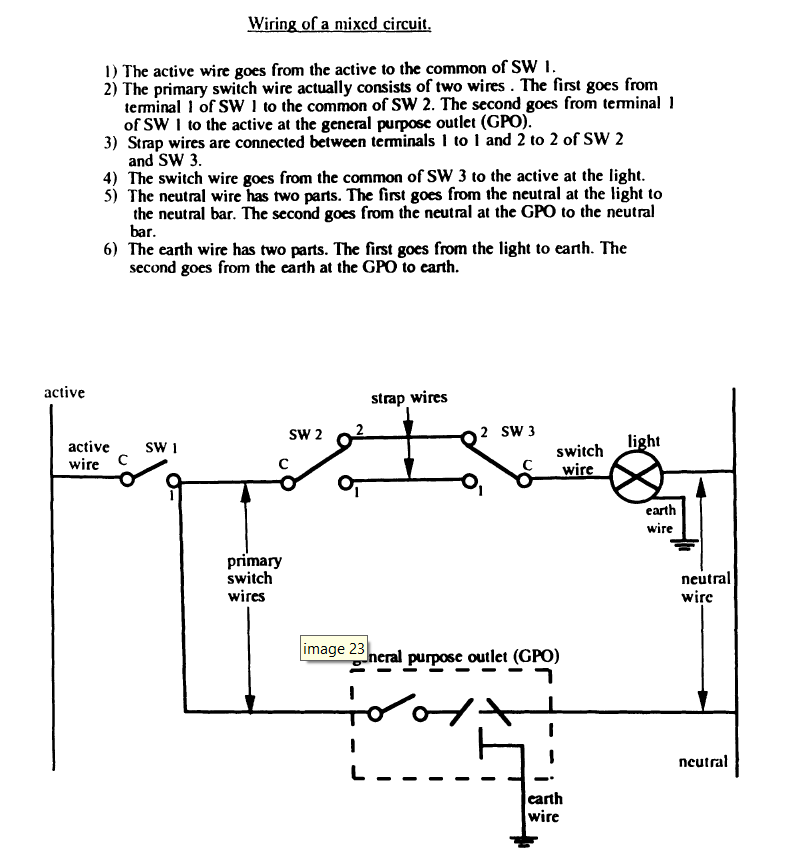 Wiring of a mixed circuit.
1) The active wire goes from the active to the common of SW 1.
2) The primary switch wire actually consists of two wires . The first goes from
terminal 1 of SW 1 to the common of SW 2. The second goes from terminal 1
of SW 1 to the active at the general purpose outlet (GPO).
3) Strap wires are connected between terminals 1 to 1 and 2 to 2 of SW 2
and SW 3.
4) The switch wire goes from the common of SW 3 to the active at the light.
5) The neutral wire has two parts. The first goes from the neutral at the light to
the neutral bar. The second goes from the neutral at the GPO to the neutral
bar.
6) The earth wire has two parts. The first goes from the light to earth. The
second goes from the earth at the GPO to earth.
active
strap wires
active
wire
C
SW 1
1
SW 2
C
2
1
2
SW 3
1
C
switch
wire
light
earth
wire
primary
switch
wires
neutral
wire
image 23
neral purpose outlet (GPO)
neutral
earth
wire